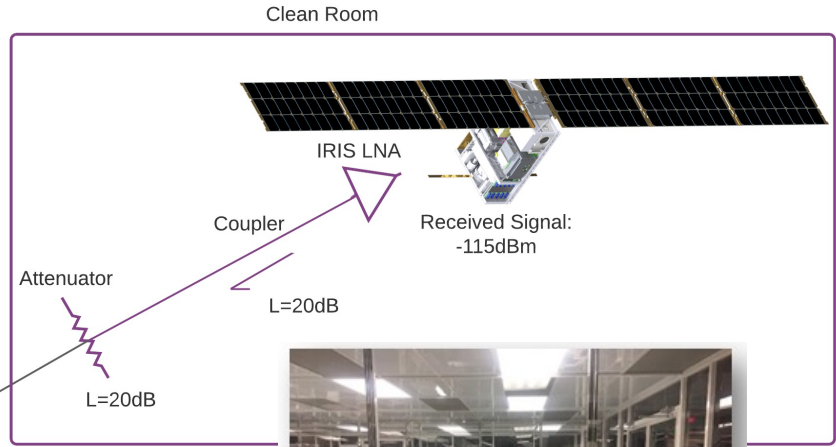 Clean Room
IRIS LNA
Coupler
Received Signal:
-115dBm
Attenuator
L=20dB
L=20dB